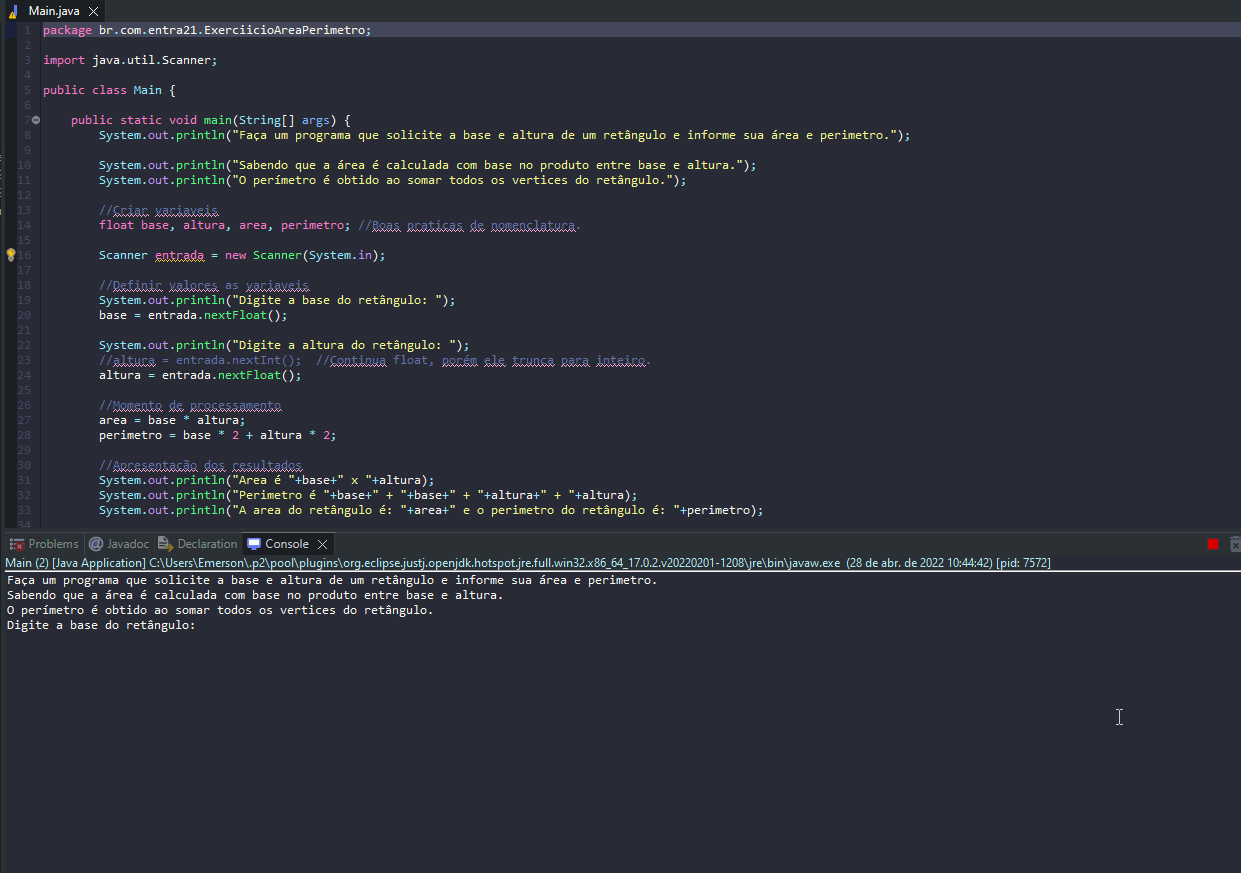 Main.java
1 package br.com.entra21.ExerciicioAreaPerimetro;
2
3 import java.util.Scanner;
4
5 public class Main {
6
7 public static void main(String[] args) {
8 System.out.println("Faça um programa que solicite a base e altura de um retângulo e informe sua área e perimetro.");
9
10 System.out.println("Sabendo que a área é calculada com base no produto entre base e altura.");
11 System.out.println("O perímetro é obtido ao somar todos os vertices do retângulo.");
12
13 //Criar variaveis
14 float base, altura, area, perimetro; //Boas praticas de nomenclatura.
15
16 Scanner entrada = new Scanner(System.in);
17
18 //Definir valores as variaveis
19 System.out.println("Digite a base do retângulo: ");
20 base = entrada.nextFloat();
21
22 System.out.println("Digite a altura do retângulo: ");
23 //altura = entrada.nextInt(); //Continua float, porém ele trunca para inteiro.
24 altura = entrada.nextFloat();
25
26 //Momento de processamento
27 area = base * altura;
28 perimetro = base * 2 + altura * 2;
29
30 //Apresentacão dos resultados
31 System.out.println("Area é "+base+" x "+altura);
32 System.out.println("Perimetro é "+base+" + "+base+" + "+altura+" + "+altura);
33 System.out.println("A area do retângulo é: "+area+" e o perimetro do retângulo é: "+perimetro);
34
Problems Javadoc Declaration Console
Main (2) [Java Application] C:\Users\Emerson\.p2\pool\plugins\org.eclipse.justj.openjdk.hotspot.jre.full.win32.x86_64_17.0.2.v20220201-1208\jre\bin\javaw.exe (28 de abr. de 2022 10:44:42) [pid: 7572]
Faça um programa que solicite a base e altura de um retângulo e informe sua área e perimetro.
Sabendo que a área é calculada com base no produto entre base e altura.
O perímetro é obtido ao somar todos os vertices do retângulo.
Digite a base do retângulo: